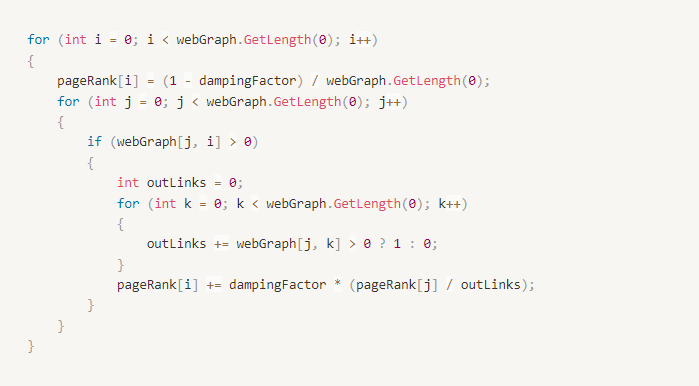 for (int i = 0; i < webGraph.GetLength(0); i++)
{
pageRank[i] = (1 - dampingFactor) / webGraph.GetLength(0);
for (int j = 0; j < webGraph.GetLength(0); j++)
{
if (webGraph[j, i] > 0)
{
int outLinks = 0;
for (int k = 0; k < webGraph.GetLength(0); k++)
{
outLinks += webGraph[j, k] > 0 ? 1 : 0;
}
pageRank[i] += dampingFactor * (pageRank[j] / outLinks);
}
}
}